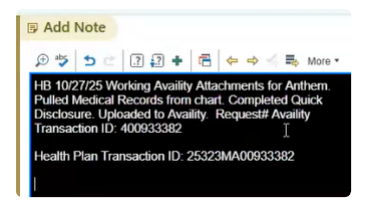 Add Note
abc
? ? More
HB 10/27/25 Working Availity Attachments for Anthem.
Pulled Medical Records from chart. Completed Quick
Disclosure. Uploaded to Availity. Request# Availity
Transaction ID: 400933382
Health Plan Transaction ID: 25323MA00933382